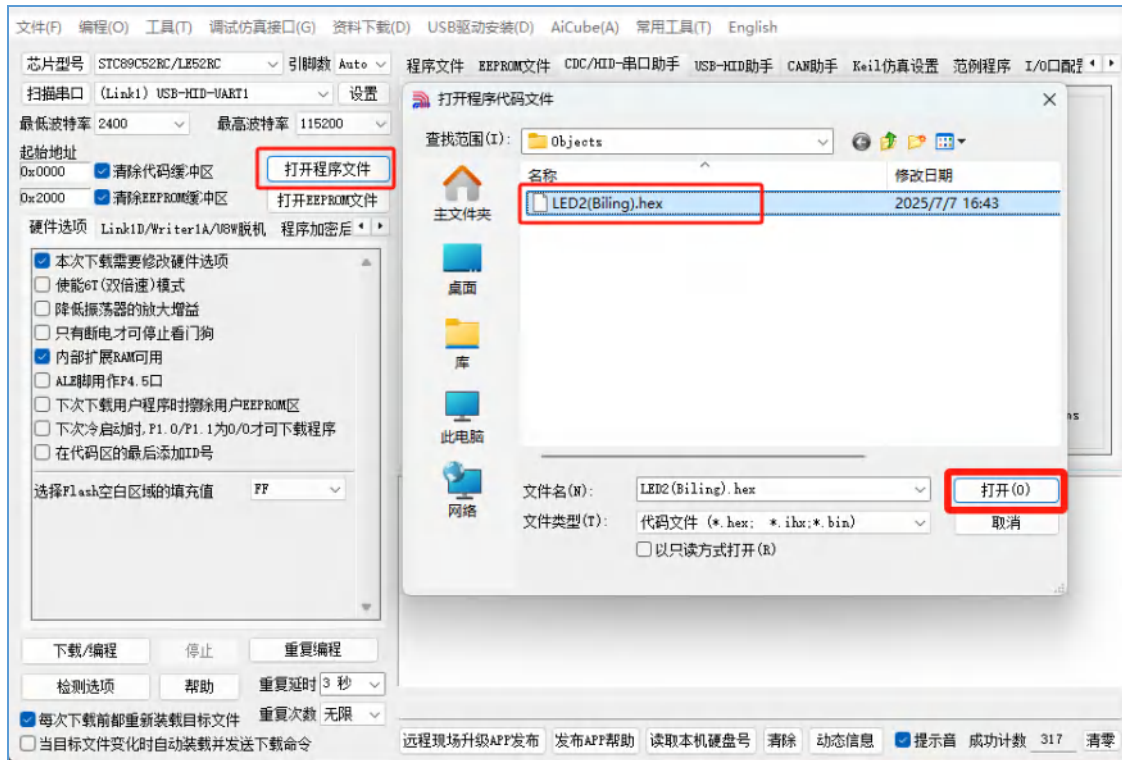 文件(F) 编程(O) 工具(T) 调试仿真接口(G) 资料下载(D) USB驱动安装(D) AiCube(A) 常用工具(T) English
芯片型号 STC89C52RC/LE52RC 引脚数 Auto
程序文件 EEPROM文件 CDC/HID-串口助手 USB-HID助手 CAN助手 Keil仿真设置 范例程序 I/O口配
扫描串口 (Link1) USB-HID-UART1 设置
最低波特率 2400 最高波特率 115200
起始地址
0x0000 清除代码缓冲区 打开程序文件
0x2000 清除EEPROM缓冲区 打开EEPROM文件
硬件选项 Link1D/Writer1A/U8W脱机 程序加密后
本次下载需要修改硬件选项
使能6T(双倍速)模式
降低振荡器的放大增益
只有断电才可停止看门狗
内部扩展RAM可用
ALE脚用作P4.5口
下次下载用户程序时擦除用户EEPROM区
下次冷启动时,P1.0/P1.1为0/0才可下载程序
在代码区的最后添加ID号
选择Flash空白区域的填充值 FF
下载/编程 停止 重复编程
检测选项 帮助 重复延时 3 秒
每次下载前都重新装载目标文件 重复次数 无限
当目标文件变化时自动装载并发送下载命令
打开程序代码文件
查找范围(I): Objects
名称 修改日期
LED2(Biling).hex 2025/7/7 16:43
主文件夹
桌面
库
此电脑
网络
文件名(N): LED2(Biling).hex 打开(O)
文件类型(T): 代码文件 (*.hex; *.ihx;*.bin) 取消
以只读方式打开(R)
ns
远程现场升级APP发布 发布APP帮助 读取本机硬盘号 清除 动态信息 提示音 成功计数 317 清零